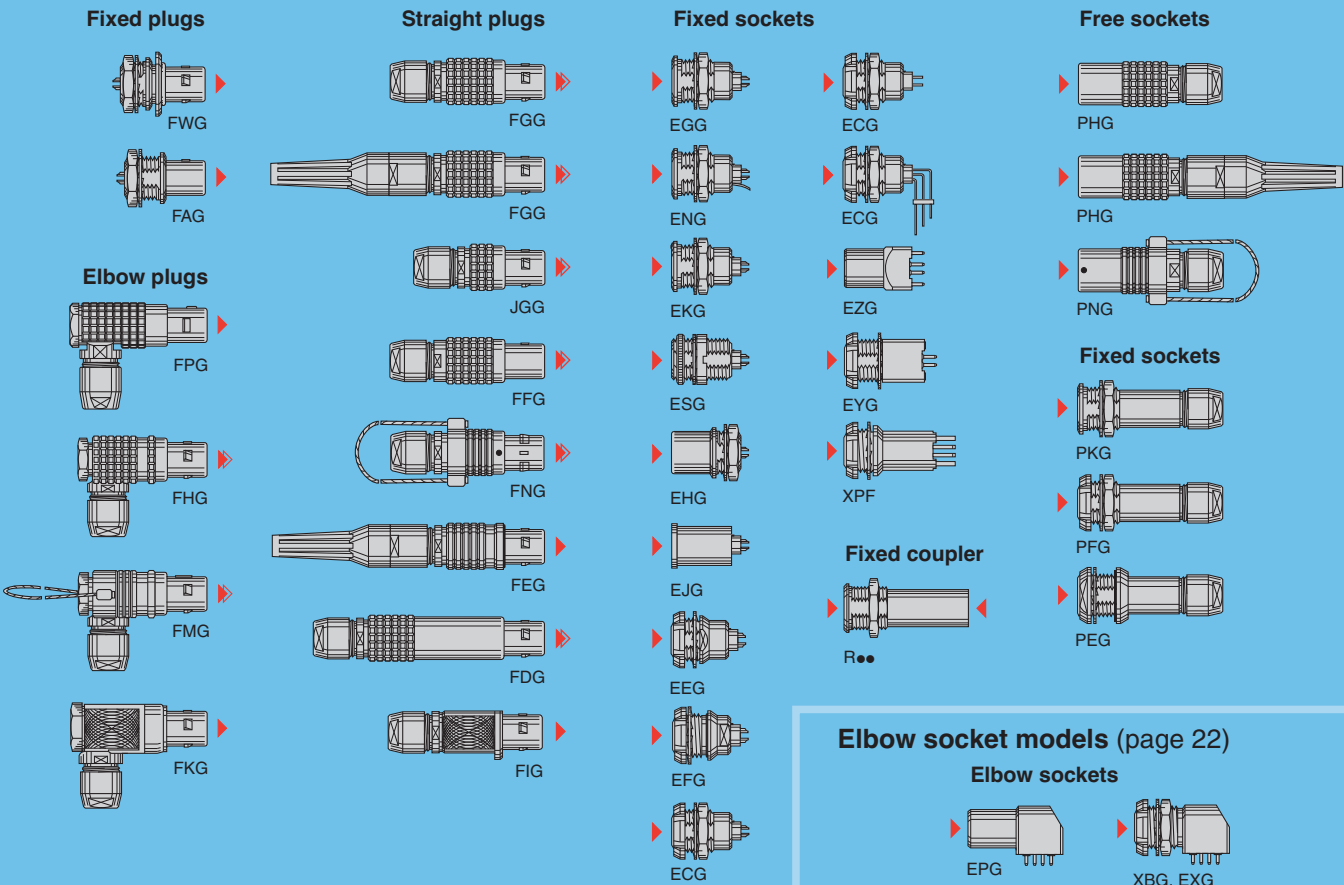 Fixed plugs
FWG
FAG
Elbow plugs
FPG
FHG
FMG
FKG
Straight plugs
FGG
FGG
JGG
FFG
FNG
FEG
FDG
FIG
Fixed sockets
EGG
ENG
EKG
ESG
EHG
EJG
EEG
EFG
ECG
ECG
ECG
EZG
EYG
XPF
Fixed coupler
R●●
Free sockets
PHG
PHG
PNG
Fixed sockets
PKG
PFG
PEG
Elbow socket models (page 22)
Elbow sockets
EPG
XBG, EXG